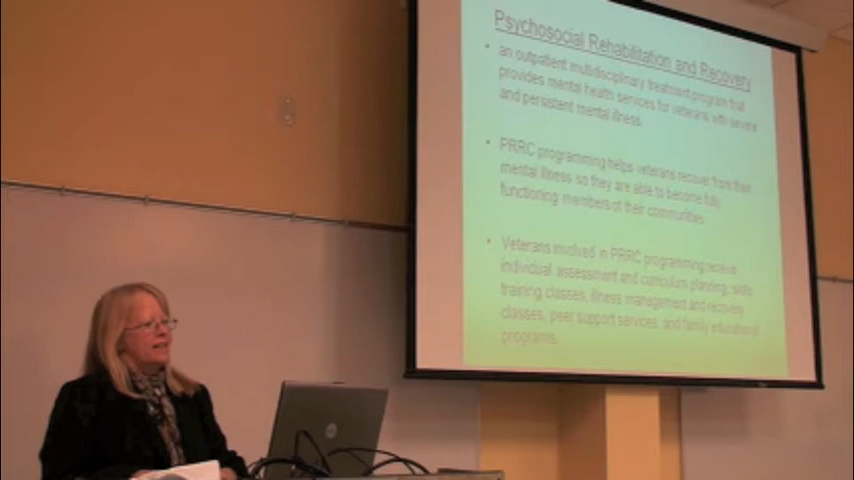 Psychosocial Rehabilitation and Recovery
• an outpatient multidisciplinary treatment program that
provides mental health services for veterans with severe
and persistent mental illness.
• PRRC programming helps veterans recover from their
mental illness so they are able to become fully
functioning members of their communities.
• Veterans involved in PRRC programming receive
individual assessment and curriculum planning, skills
training classes, illness management and recovery
classes, peer support services, and family educational
programs.